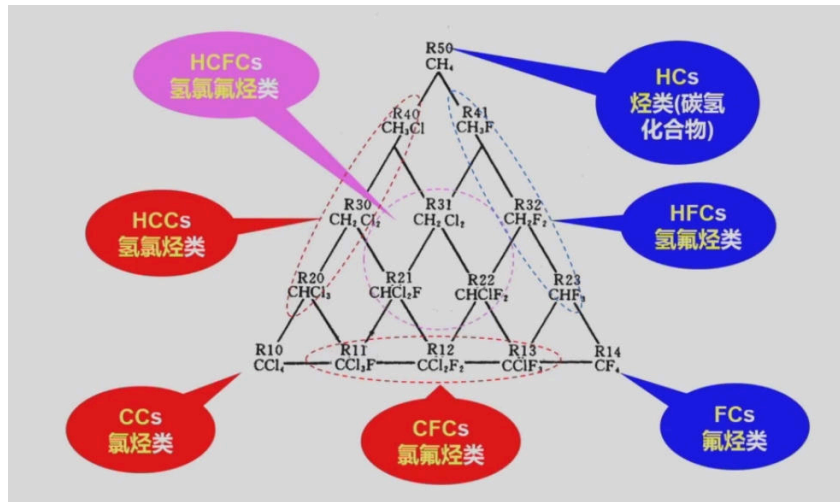 R50
CH₄
HCFCs
氢氯氟烃类
HCs
烃类(碳氢
化合物)
R40
CH₃Cl
R41
CH₃F
HCCs
氢氯烃类
R30
CH₂Cl₂
R31
CH₂Cl₂
R32
CH₂F₂
HFCs
氢氟烃类
R20
CHCl₃
R21
CHCl₂F
R22
CHClF₂
R23
CHF₃
R10
CCl₄
R11
CCl₃F
R12
CCl₂F₂
R13
CClF₃
R14
CF₄
CCs
氯烃类
CFCs
氯氟烃类
FCs
氟烃类